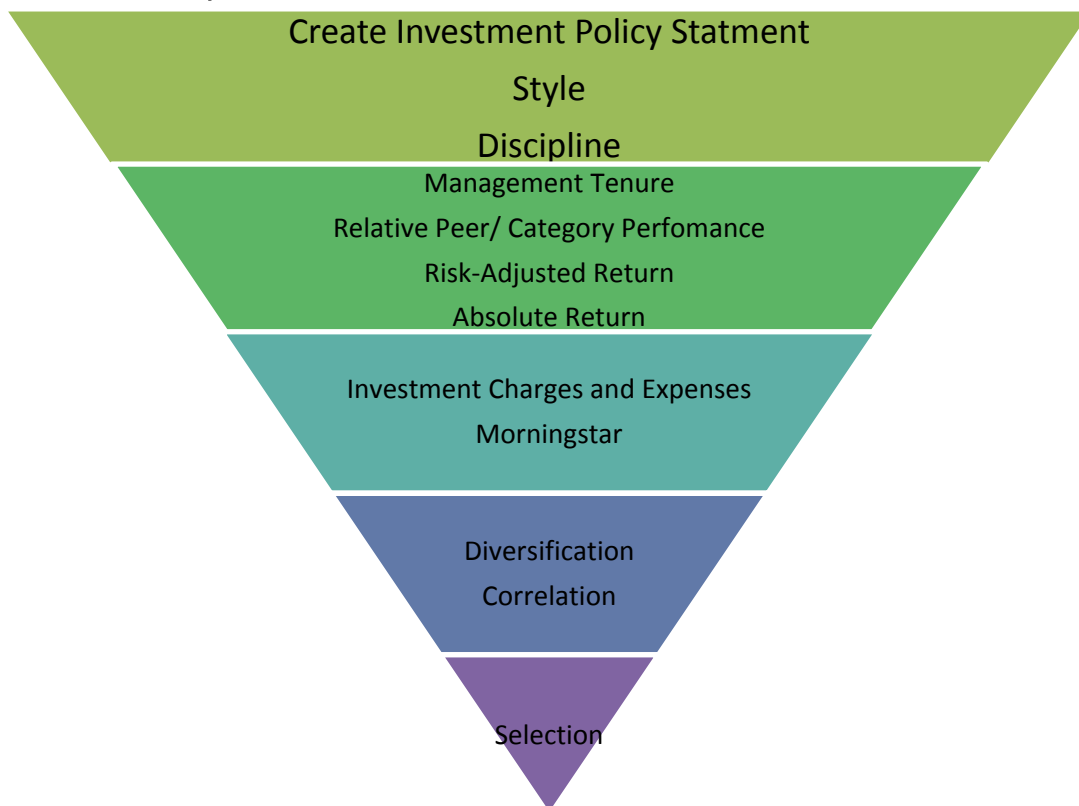 Create Investment Policy Statment
Style
Discipline
Management Tenure
Relative Peer/ Category Perfomance
Risk-Adjusted Return
Absolute Return
Investment Charges and Expenses
Morningstar
Diversification
Correlation
Selection